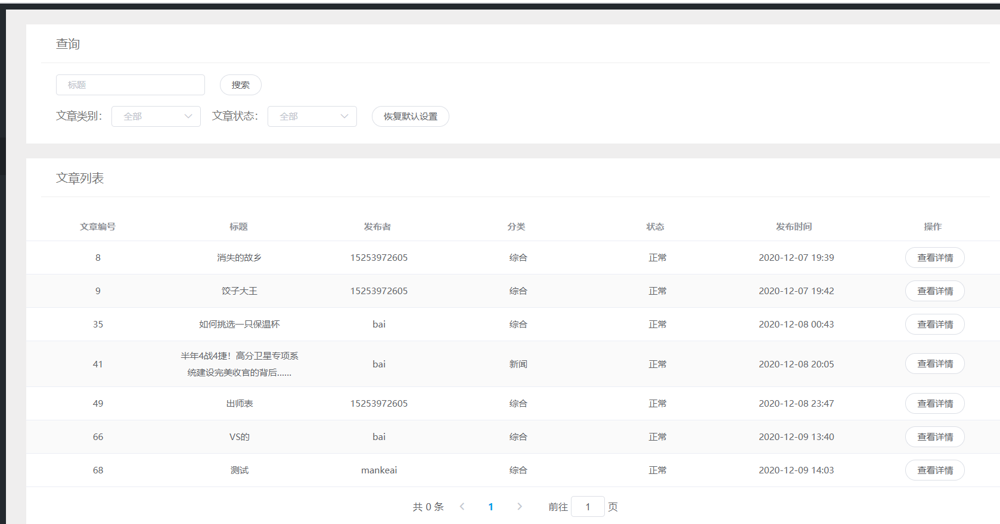 查询
标题 搜索
文章类别： 全部 文章状态： 全部 恢复默认设置
文章列表
文章编号 标题 发布者 分类 状态 发布时间 操作
8 消失的故乡 15253972605 综合 正常 2020-12-07 19:39 查看详情
9 饺子大王 15253972605 综合 正常 2020-12-07 19:42 查看详情
35 如何挑选一只保温杯 bai 综合 正常 2020-12-08 00:43 查看详情
41 半年4战4捷！高分卫星专项系 bai 新闻 正常 2020-12-08 20:05 查看详情
统建设完美收官的背后......
49 出师表 15253972605 综合 正常 2020-12-08 23:47 查看详情
66 VS的 bai 综合 正常 2020-12-09 13:40 查看详情
68 测试 mankeai 综合 正常 2020-12-09 14:03 查看详情
共 0 条 1 前往 1 页